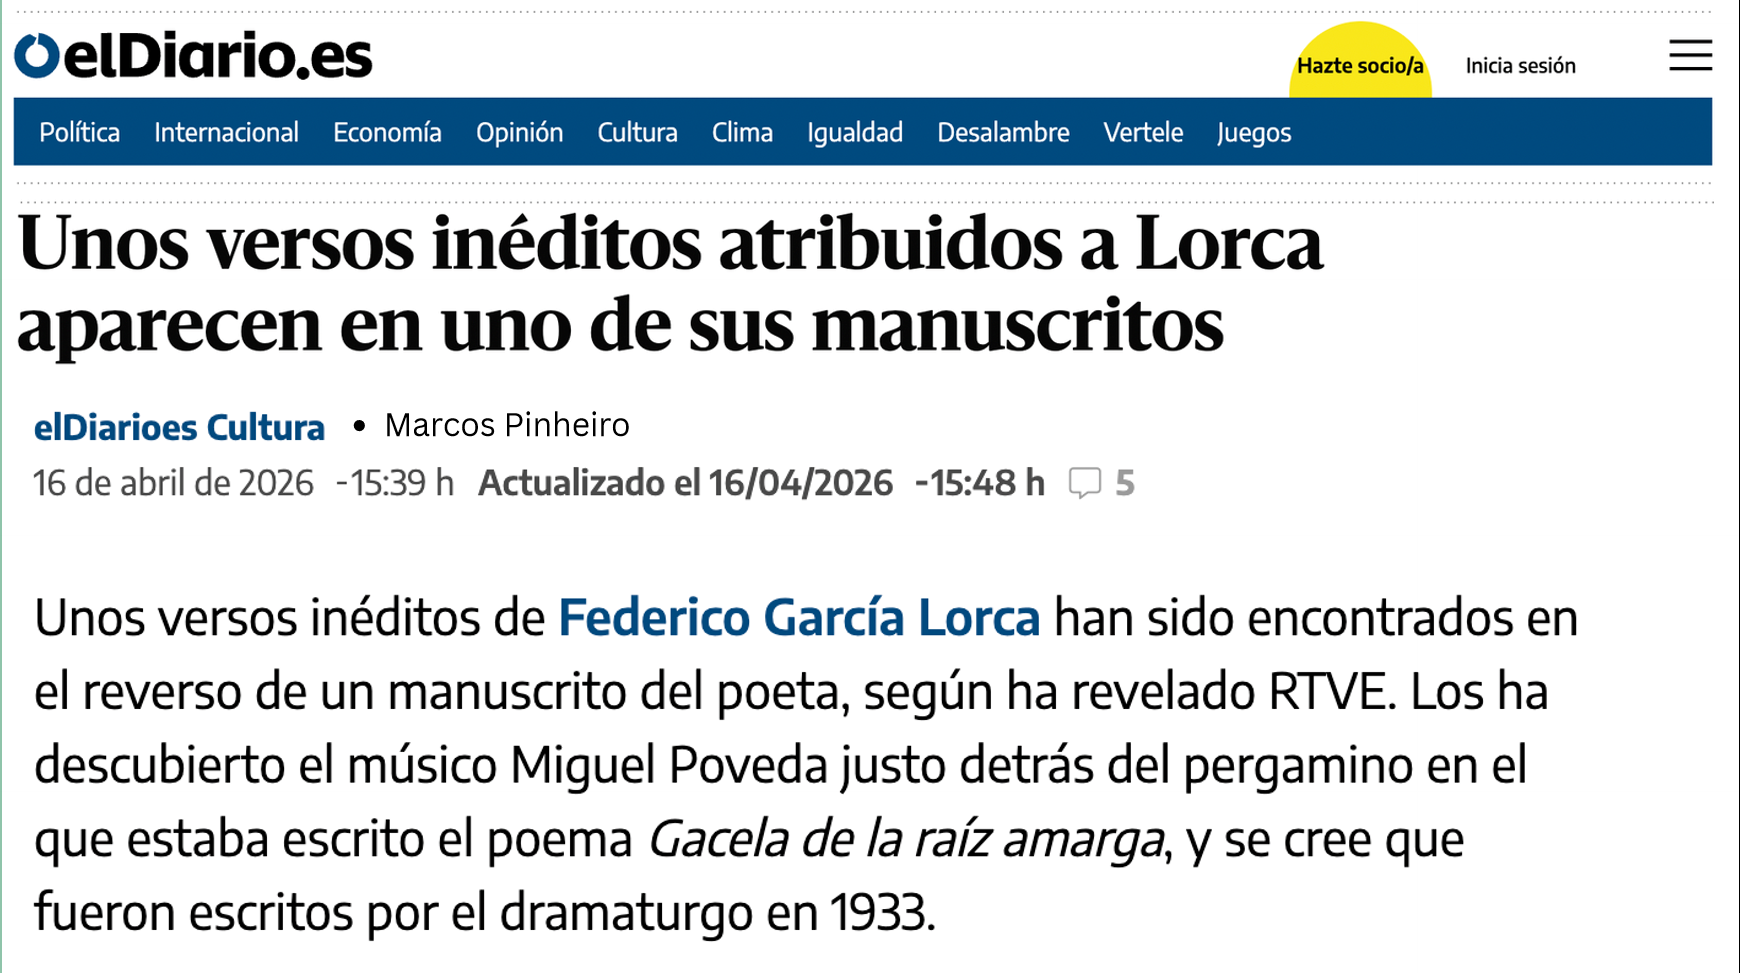 elDiario.es
Hazte socio/a
Inicia sesión
Política Internacional Economía Opinión Cultura Clima Igualdad Desalambre Vertele Juegos
Unos versos inéditos atribuidos a Lorca
aparecen en uno de sus manuscritos
elDiarioes Cultura • Marcos Pinheiro
16 de abril de 2026 -15:39 h Actualizado el 16/04/2026 -15:48 h 5
Unos versos inéditos de Federico García Lorca han sido encontrados en
el reverso de un manuscrito del poeta, según ha revelado RTVE. Los ha
descubierto el músico Miguel Poveda justo detrás del pergamino en el
que estaba escrito el poema Gacela de la raíz amarga, y se cree que
fueron escritos por el dramaturgo en 1933.